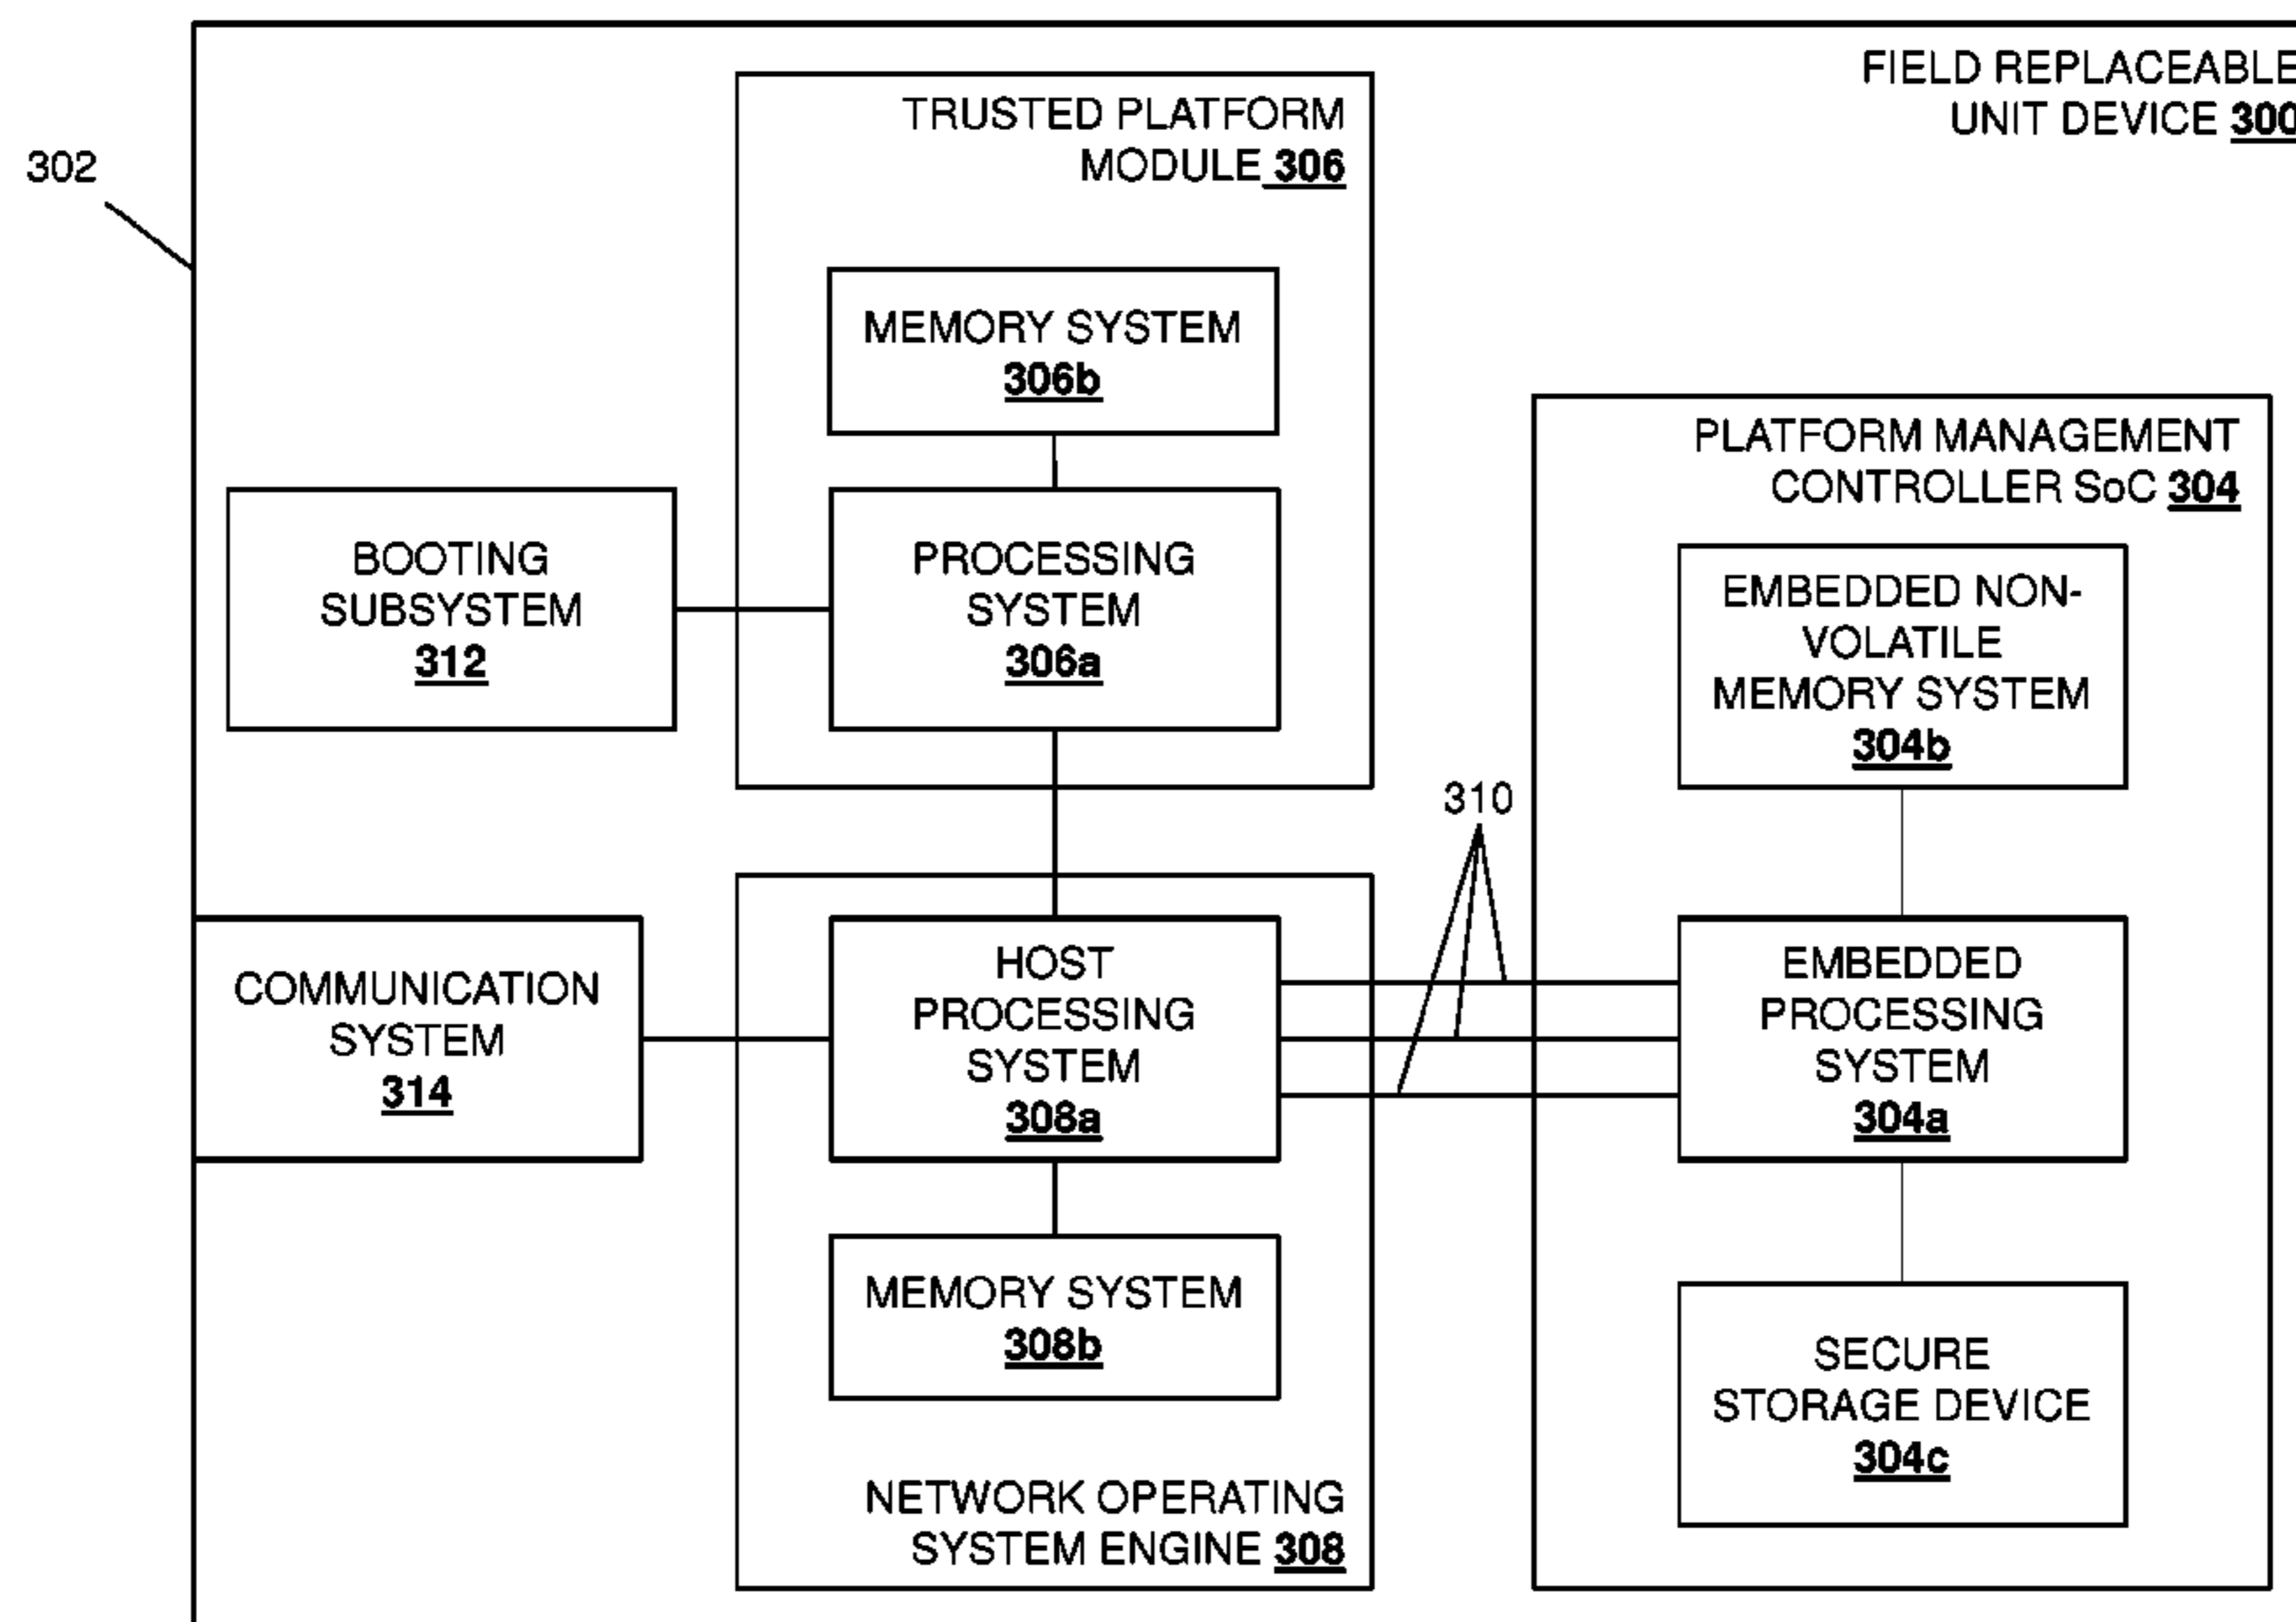 FIELD REPLACEABLE
UNIT DEVICE 300
302
TRUSTED PLATFORM
MODULE 306
MEMORY SYSTEM
306b
PLATFORM MANAGEMENT
CONTROLLER SoC 304
BOOTING
SUBSYSTEM
312
PROCESSING
SYSTEM
306a
EMBEDDED NON-
VOLATILE
MEMORY SYSTEM
304b
310
COMMUNICATION
SYSTEM
314
HOST
PROCESSING
SYSTEM
308a
EMBEDDED
PROCESSING
SYSTEM
304a
MEMORY SYSTEM
308b
SECURE
STORAGE DEVICE
304c
NETWORK OPERATING
SYSTEM ENGINE 308